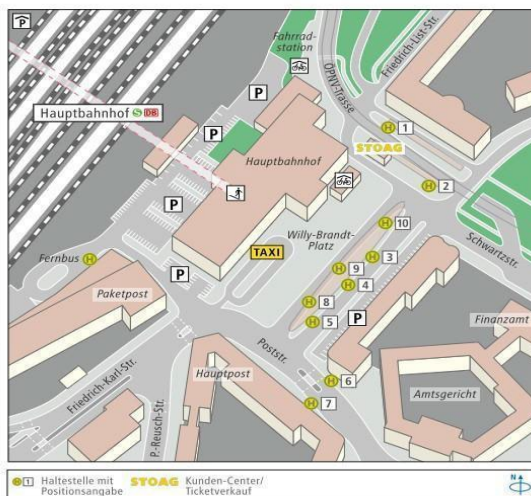 P
Fahrrad-
station
ÖPNV-Trasse
Friedrich-List-Str.
P
Hauptbahnhof S DB
P
H 1
STOAG
Hauptbahnhof
H 2
P
Willy-Brandt-
Platz
H 10
Schwartzstr.
Fernbus H
TAXI
H 3
P
H 9
H 4
Paketpost
H 8
H 5
P
Finanzamt
Poststr.
Hauptpost
H 6
Amtsgericht
Friedrich-Karl-Str.
P.-Reusch-Str.
H 7
H 1 Haltestelle mit
Positionsangabe
STOAG Kunden-Center/
Ticketverkauf
N